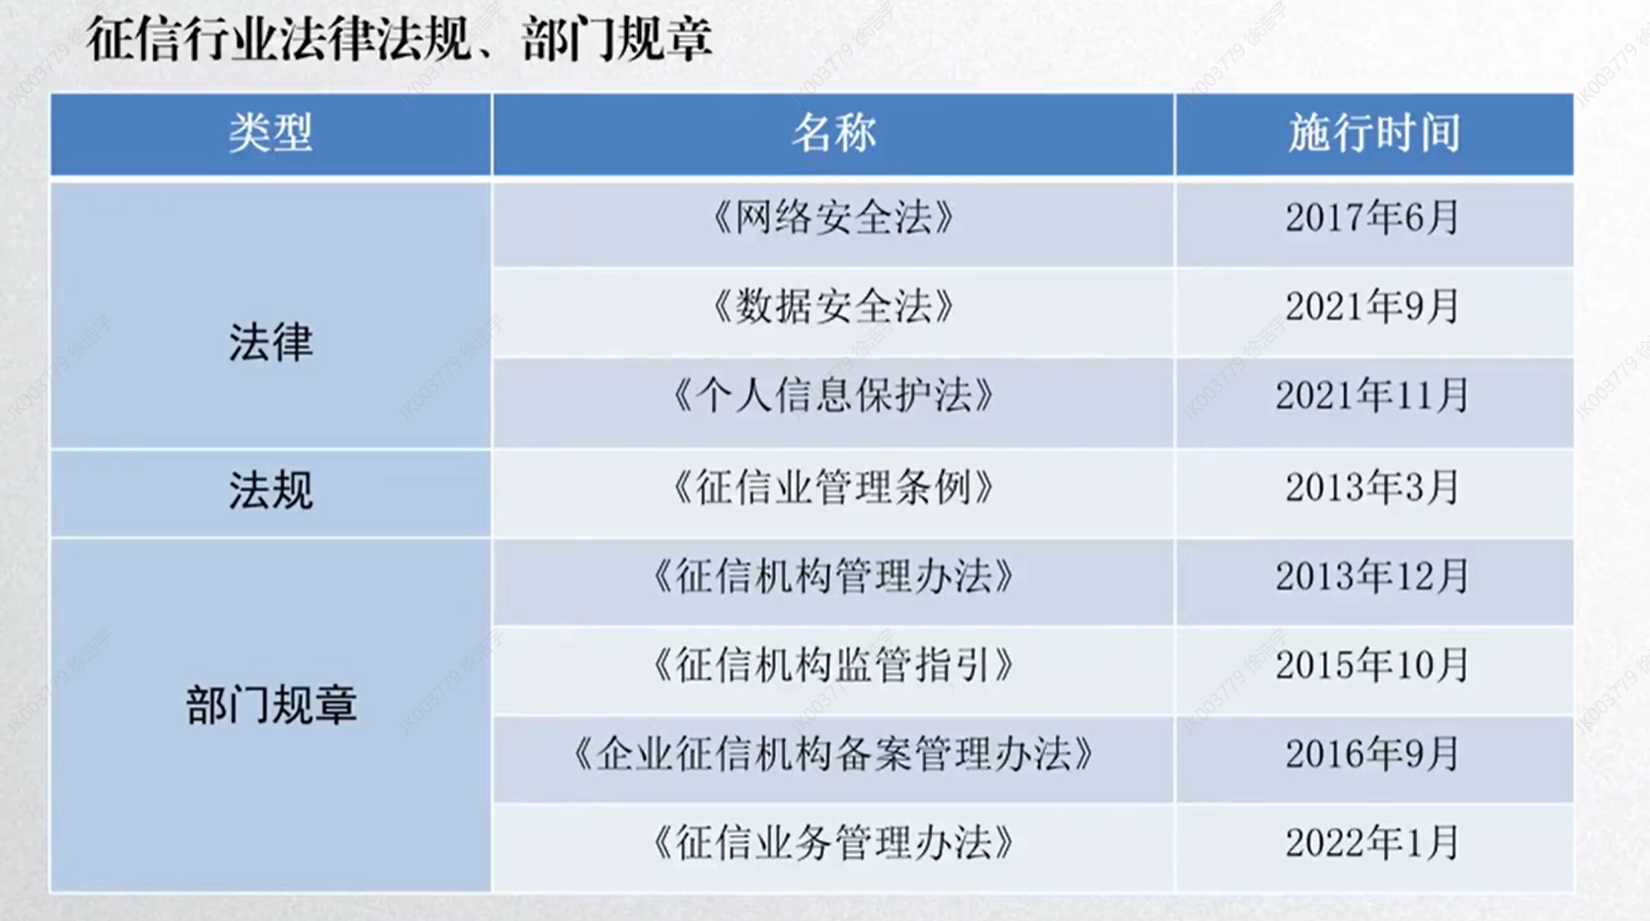 征信行业法律法规、部门规章
类型 名称 施行时间
法律 《网络安全法》 2017年6月
《数据安全法》 2021年9月
《个人信息保护法》 2021年11月
法规 《征信业管理条例》 2013年3月
部门规章 《征信机构管理办法》 2013年12月
《征信机构监管指引》 2015年10月
《企业征信机构备案管理办法》 2016年9月
《征信业务管理办法》 2022年1月
JK003779 徐浩宇